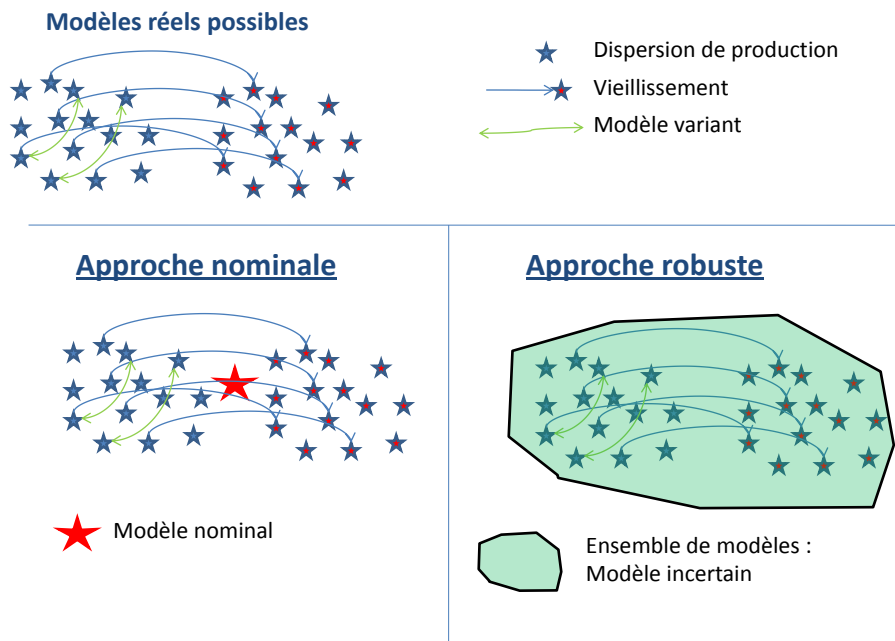 Modèles réels possibles
Dispersion de production
Vieillissement
Modèle variant
Approche nominale
Approche robuste
Modèle nominal
Ensemble de modèles :
Modèle incertain